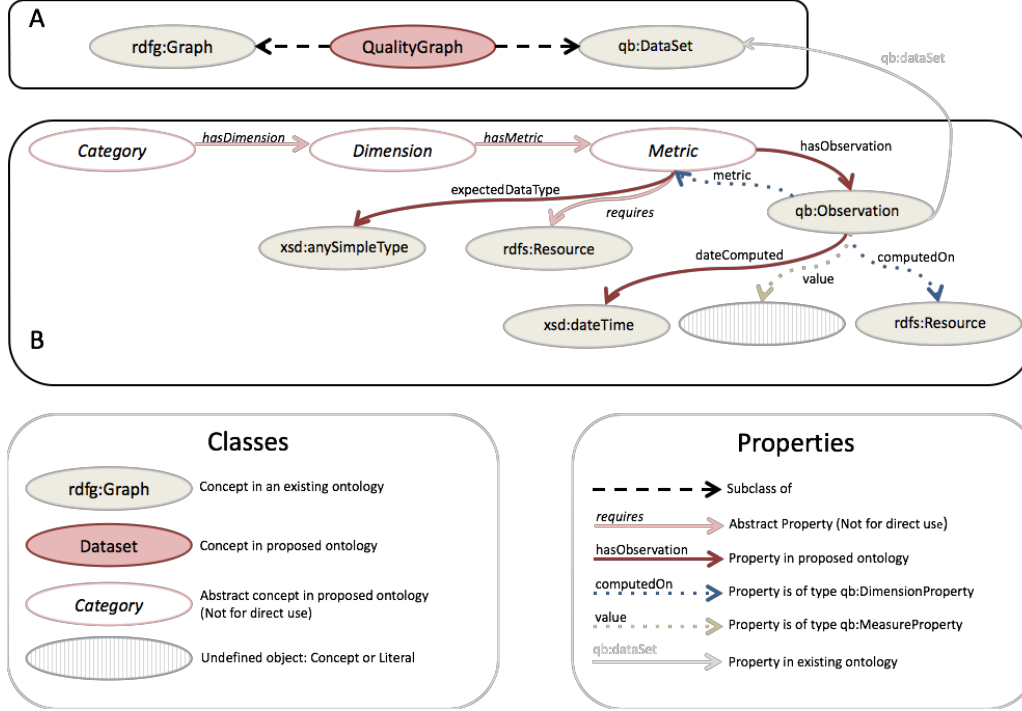 A
rdfg:Graph
QualityGraph
qb:DataSet
qb:dataSet
Category
hasDimension
Dimension
hasMetric
Metric
hasObservation
metric
expectedDataType
requires
qb:Observation
xsd:anySimpleType
rdfs:Resource
dateComputed
computedOn
value
xsd:dateTime
rdfs:Resource
B
Classes
rdfg:Graph
Concept in an existing ontology
Dataset
Concept in proposed ontology
Category
Abstract concept in proposed ontology
(Not for direct use)
Undefined object: Concept or Literal
Properties
Subclass of
requires
Abstract Property (Not for direct use)
hasObservation
Property in proposed ontology
computedOn
Property is of type qb:DimensionProperty
value
Property is of type qb:MeasureProperty
qb:dataSet
Property in existing ontology